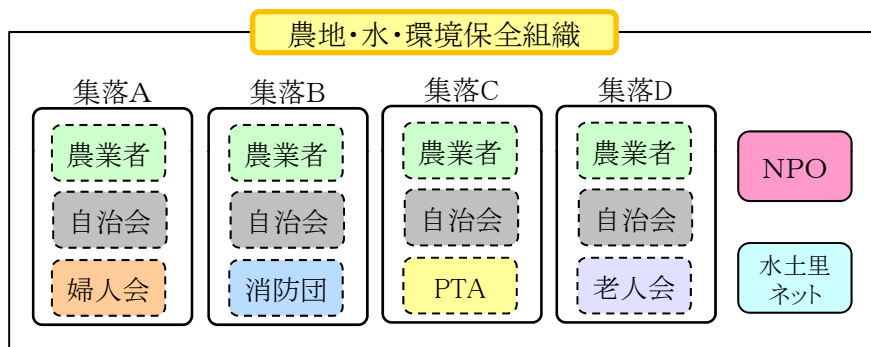 農地・水・環境保全組織
集落A
集落B
集落C
集落D
農業者
農業者
農業者
農業者
自治会
自治会
自治会
自治会
婦人会
消防団
PTA
老人会
NPO
水土里
ネット